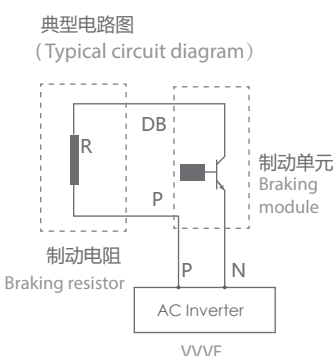 典型电路图
(Typical circuit diagram)
DB
R
制动单元
Braking
module
P
制动电阻
Braking resistor
P
N
AC Inverter
VVVF